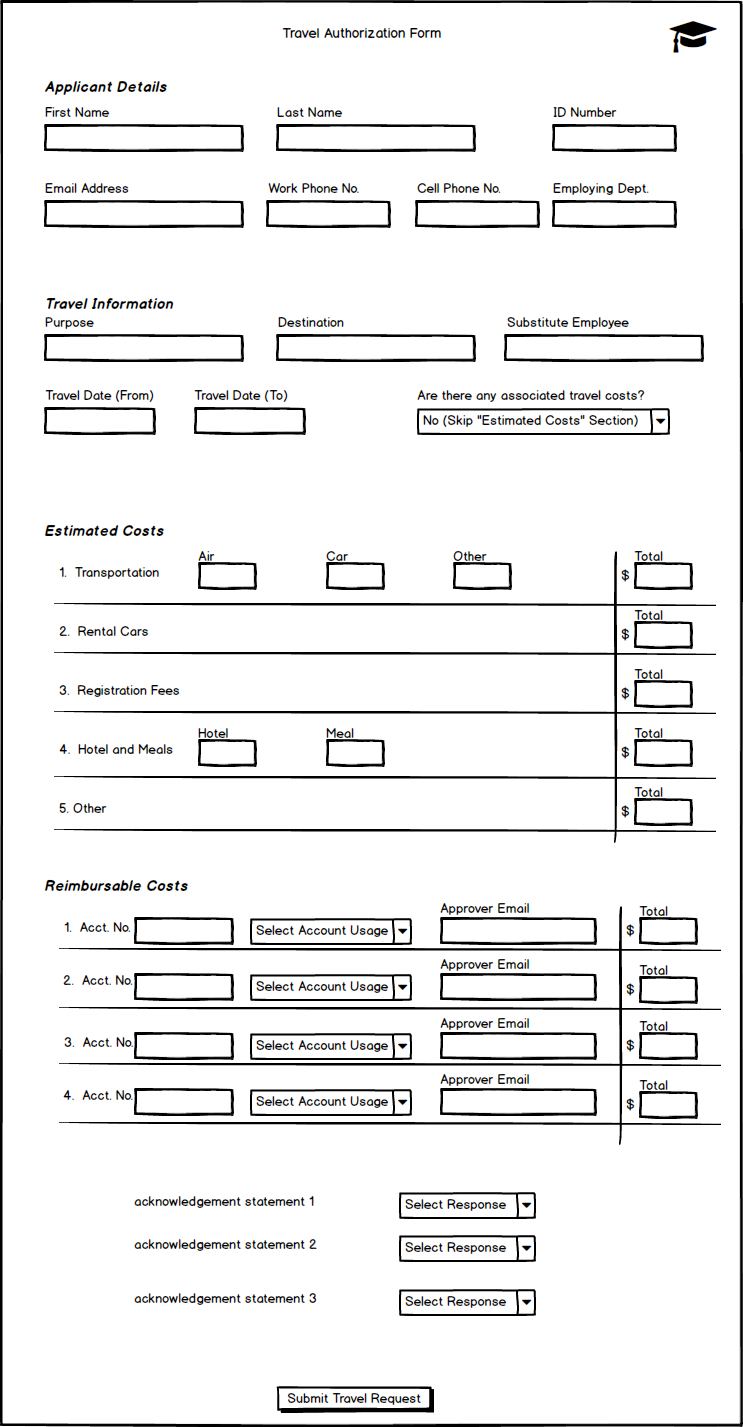 Travel Authorization Form
Applicant Details
First Name Last Name ID Number
Email Address Work Phone No. Cell Phone No. Employing Dept.
Travel Information
Purpose Destination Substitute Employee
Travel Date (From) Travel Date (To) Are there any associated travel costs?
No (Skip "Estimated Costs" Section)
Estimated Costs
Air Car Other Total
1. Transportation $
Total
2. Rental Cars $
Total
3. Registration Fees $
Hotel Meal Total
4. Hotel and Meals $
Total
5. Other $
Reimbursable Costs
Approver Email Total
1. Acct. No. Select Account Usage $
Approver Email Total
2. Acct. No. Select Account Usage $
Approver Email Total
3. Acct. No. Select Account Usage $
Approver Email Total
4. Acct. No. Select Account Usage $
acknowledgement statement 1 Select Response
acknowledgement statement 2 Select Response
acknowledgement statement 3 Select Response
Submit Travel Request